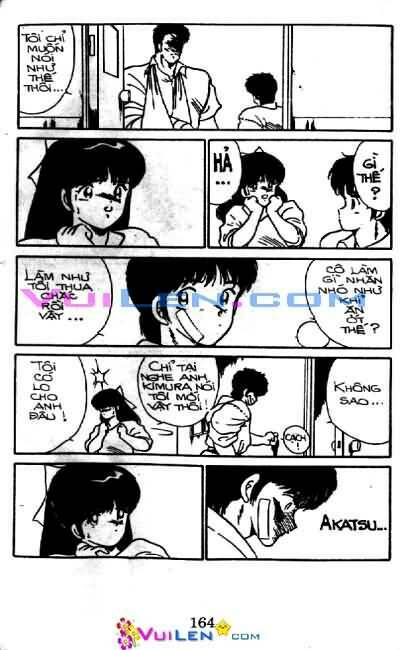 TÔI CHỈ
MUỐN
NÓI
NHƯ
THẾ
THÔI...
HẢ
...
GÌ
THẾ?
LÀM NHƯ
TÔI THUA
CHẮC
RỒI
VẬY...
CÔ LÀM
GÌ NHĂN
NHÓ NHƯ
KHỈ
ĂN
ỚT
THẾ?
VUILEN.COM
TÔI
CÓ
LO
CHO
ANH
ĐÂU!
CHỈ TẠI
NGHE ANH
KIMURA NÓI
TÔI MỚI
VẬY THÔI!
CẠCH!
KHÔNG
SAO...
AKATSU...
164
VUILEN.COM